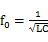 f₀ = 1/√LC